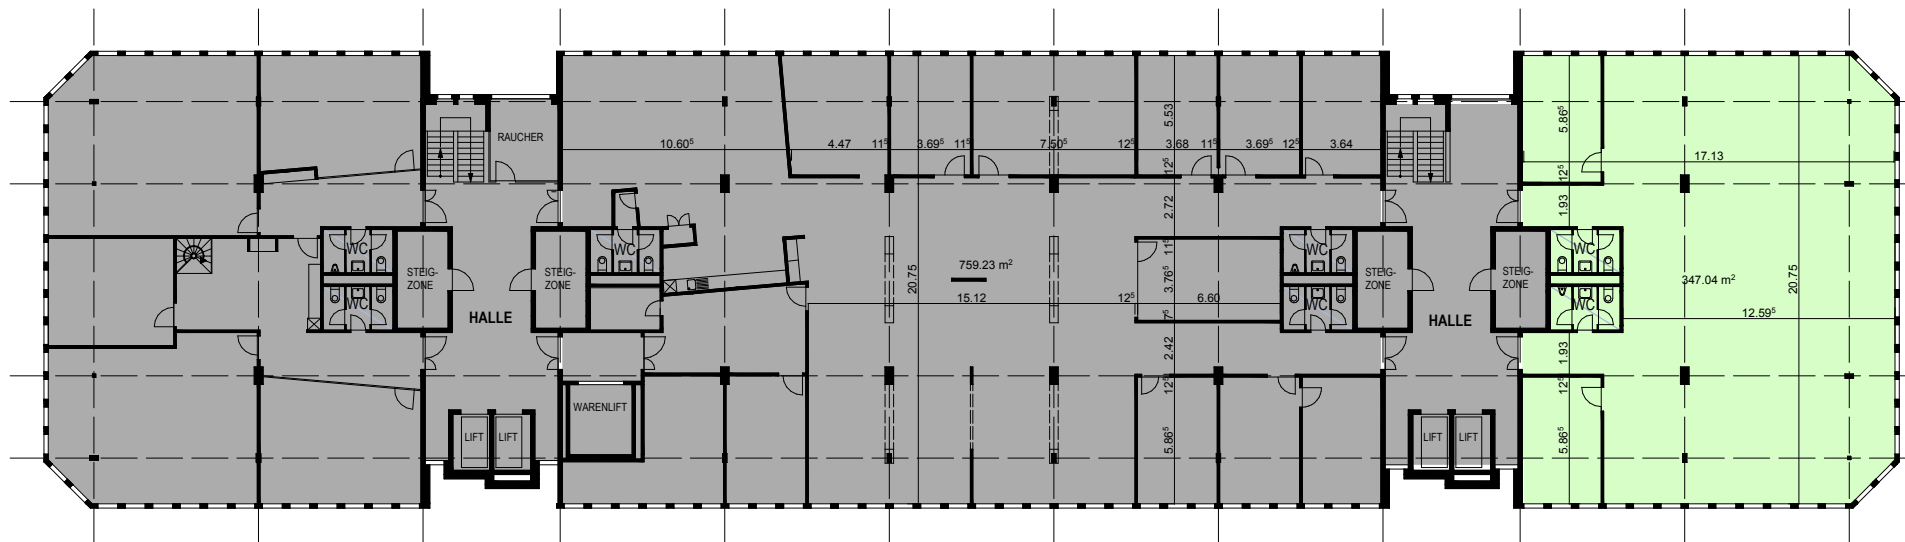 RAUCHER
10.60⁵
4.47
11⁵
3.69⁵
11⁵
7.50⁵
12⁵
3.68
11⁵
3.69⁵
12⁵
3.64
5.53
12⁵
2.72
11⁵
3.76⁵
7⁵
2.42
12⁵
5.86⁵
20.75
759.23 m²
15.12
12⁵
6.60
WC
WC
STEIG-
ZONE
HALLE
STEIG-
ZONE
WC
WARENLIFT
LIFT
LIFT
WC
WC
STEIG-
ZONE
HALLE
STEIG-
ZONE
WC
WC
LIFT
LIFT
5.86⁵
12⁵
1.93
17.13
347.04 m²
20.75
12.59⁵
1.93
12⁵
5.86⁵